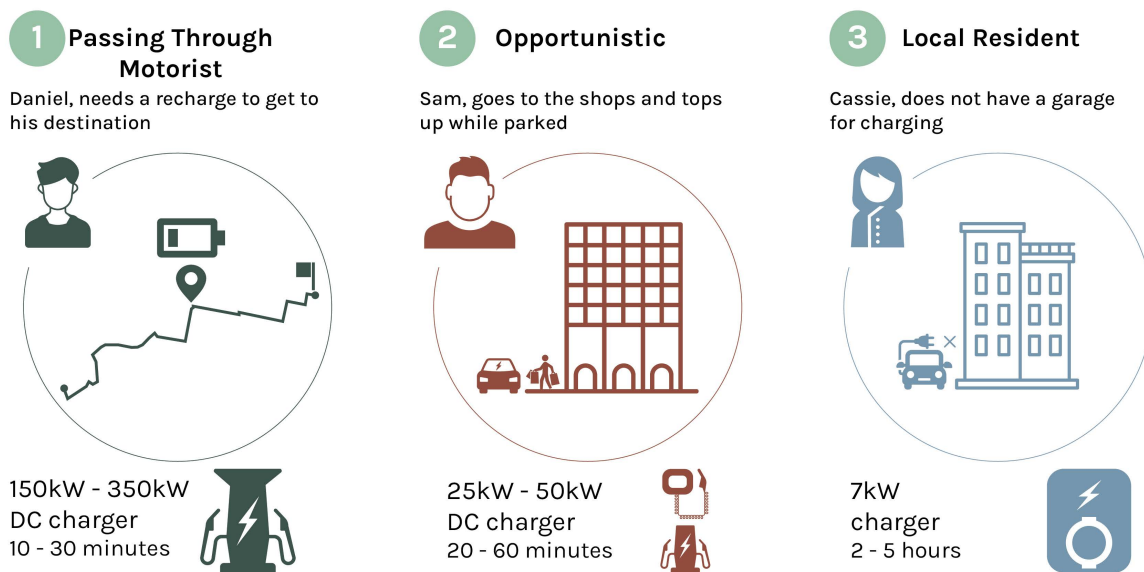 1
Passing Through
Motorist
Daniel, needs a recharge to get to
his destination
150kW - 350kW
DC charger
10 - 30 minutes
2
Opportunistic
Sam, goes to the shops and tops
up while parked
25kW - 50kW
DC charger
20 - 60 minutes
3
Local Resident
Cassie, does not have a garage
for charging
7kW
charger
2 - 5 hours